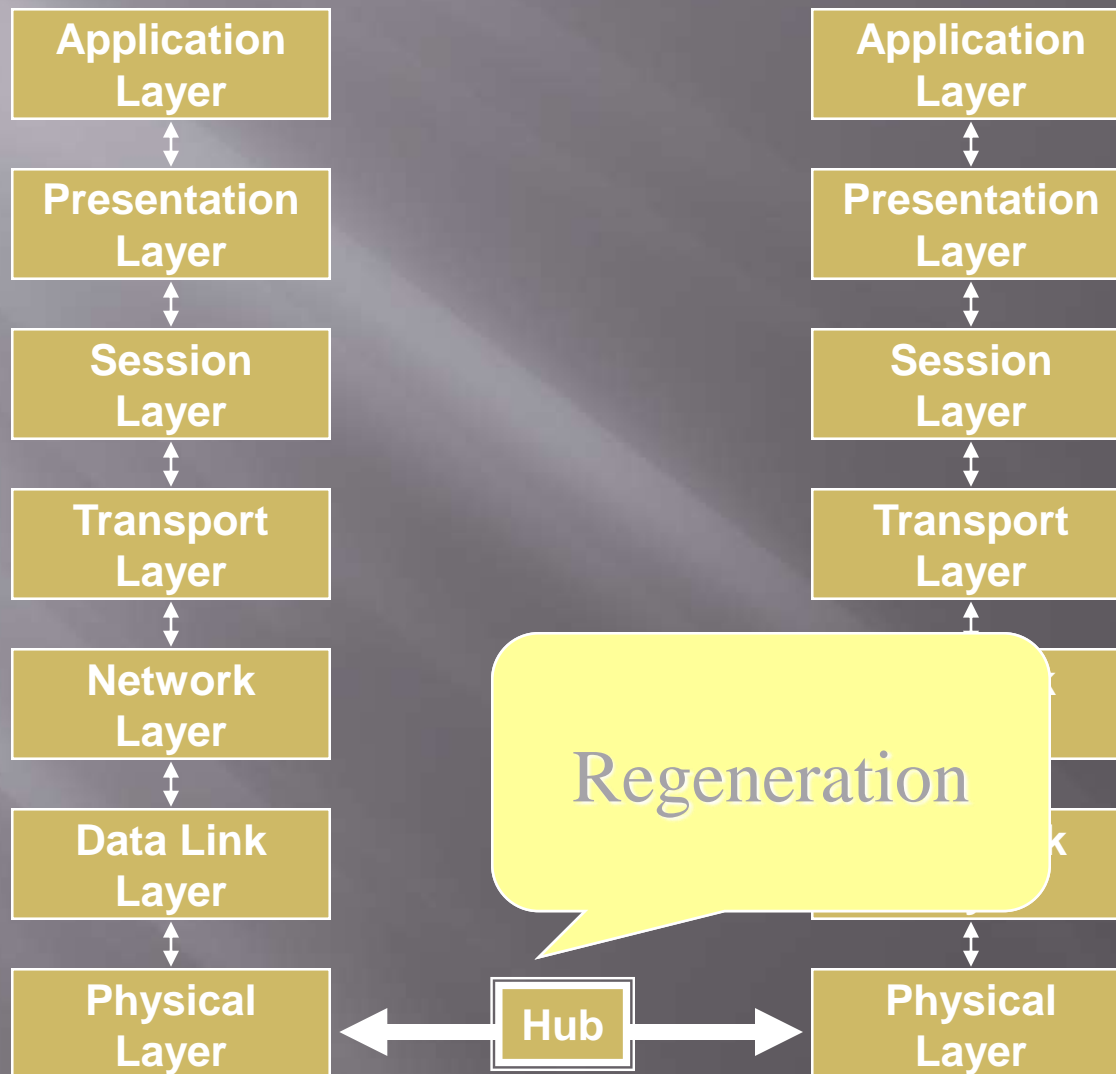 Application
Layer
Presentation
Layer
Session
Layer
Transport
Layer
Network
Layer
Data Link
Layer
Physical
Layer
Regeneration
Hub
Application
Layer
Presentation
Layer
Session
Layer
Transport
Layer
Physical
Layer